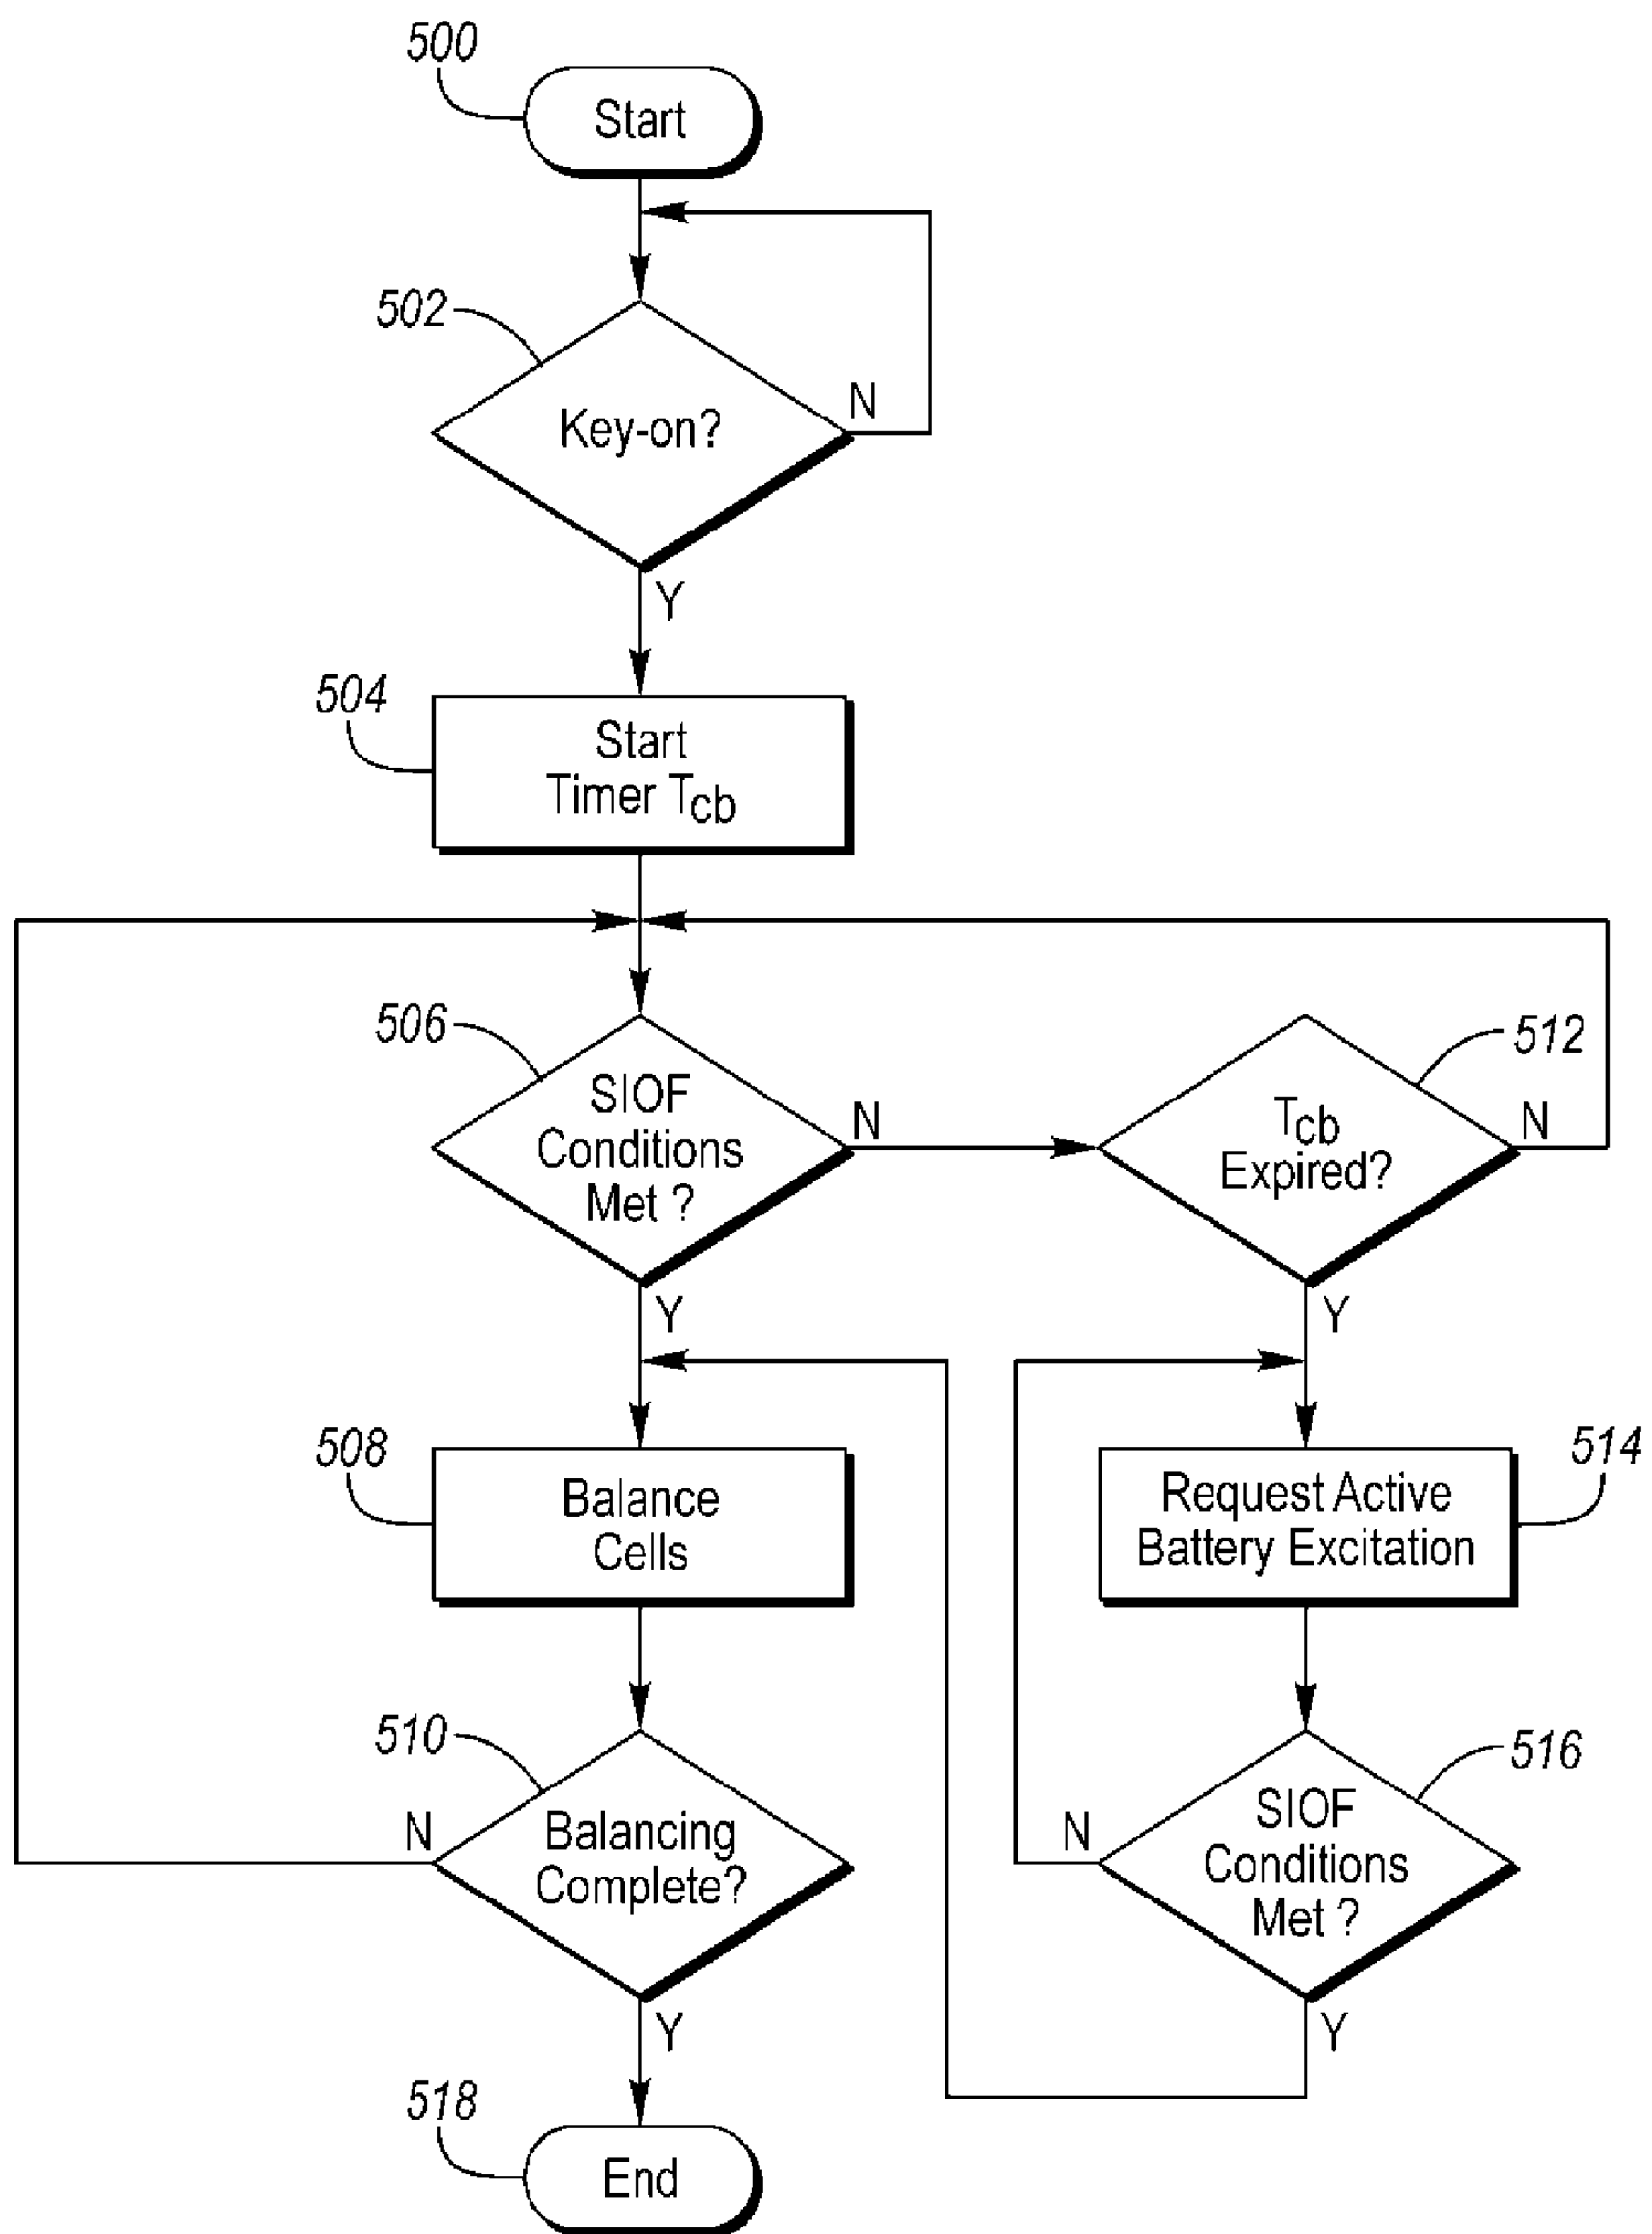 500
Start
502
Key-on?
N
Y
504
Start
Timer Tcb
506
SIOF
Conditions
Met ?
N
Y
512
Tcb
Expired?
N
Y
508
Balance
Cells
514
Request Active
Battery Excitation
510
Balancing
Complete?
N
Y
516
SIOF
Conditions
Met ?
N
Y
518
End